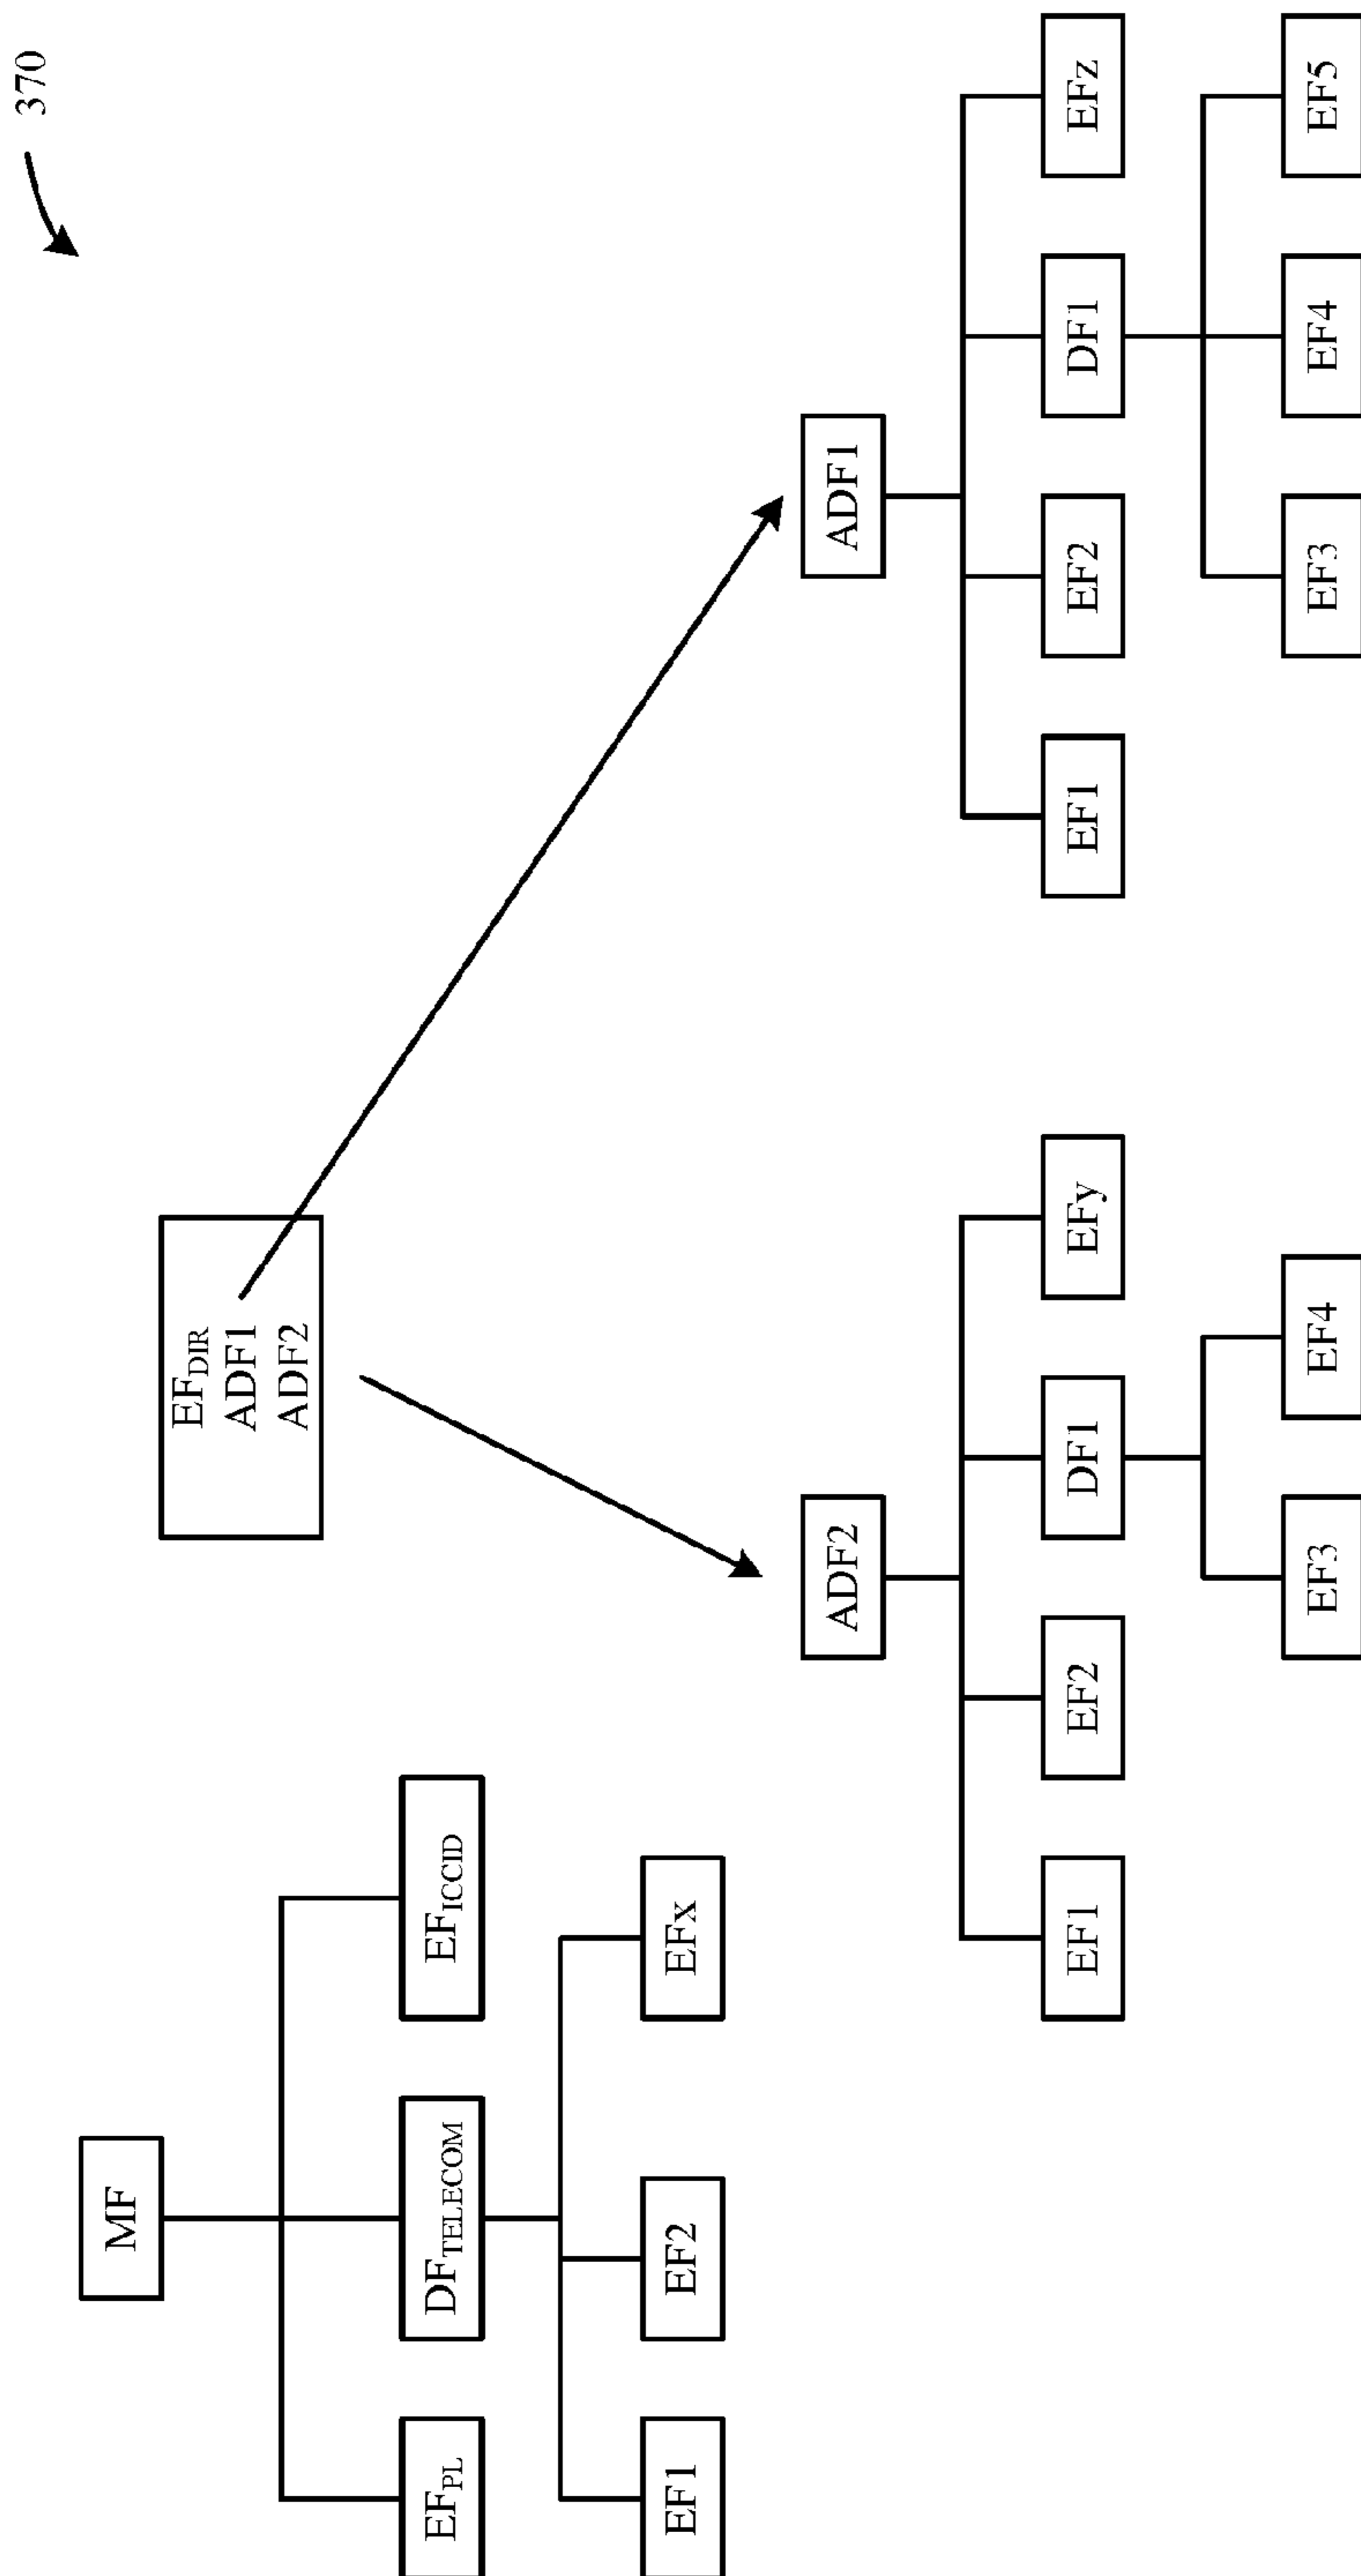 370
MF
EF_DIR
ADF1
ADF2
EF_PL
DF_TELECOM
EF_ICCID
EF1
EF2
EFx
ADF2
ADF1
EF1
EF2
DF1
EFy
EF1
EF2
DF1
EFz
EF3
EF4
EF3
EF4
EF5